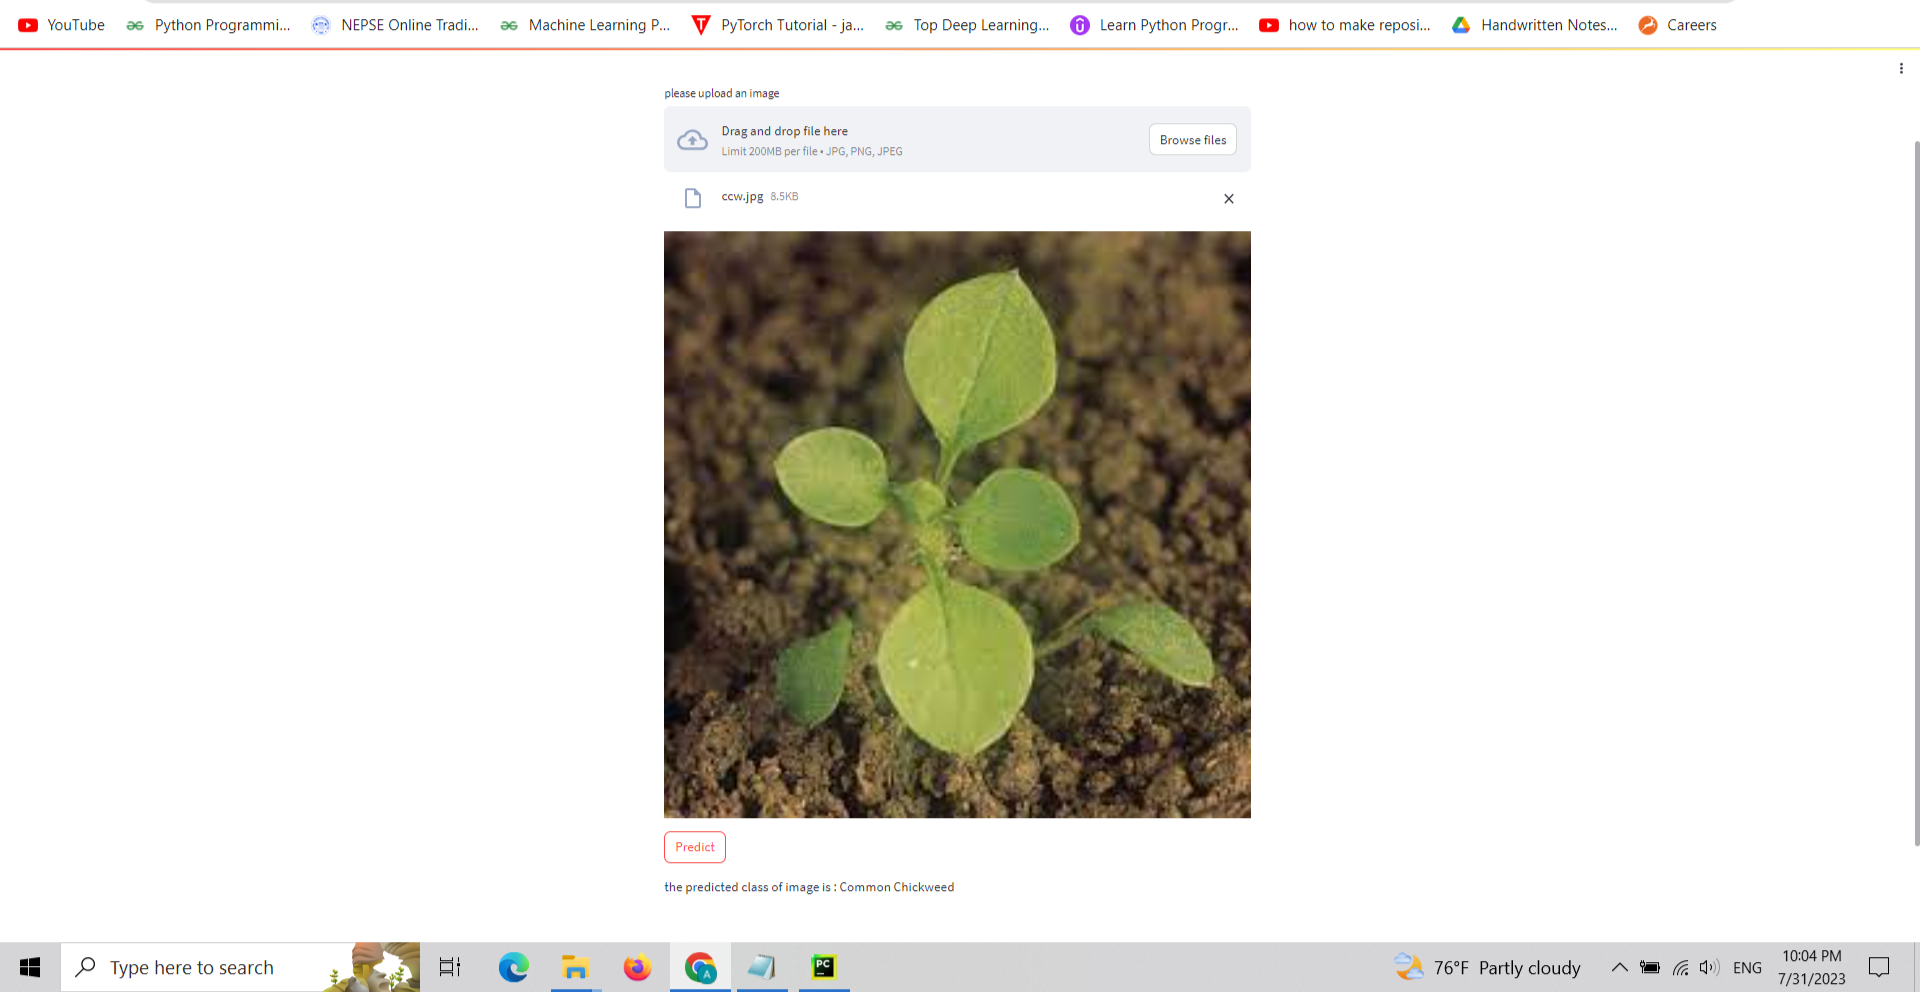 YouTube
Python Programmi...
NEPSE Online Tradi...
Machine Learning P...
PyTorch Tutorial - ja...
Top Deep Learning...
Learn Python Progr...
how to make reposi...
Handwritten Notes...
Careers
please upload an image
Drag and drop file here
Limit 200MB per file • JPG, PNG, JPEG
Browse files
ccw.jpg 8.5KB
Predict
the predicted class of image is : Common Chickweed
Type here to search
A
PC
76°F Partly cloudy
ENG
10:04 PM
7/31/2023